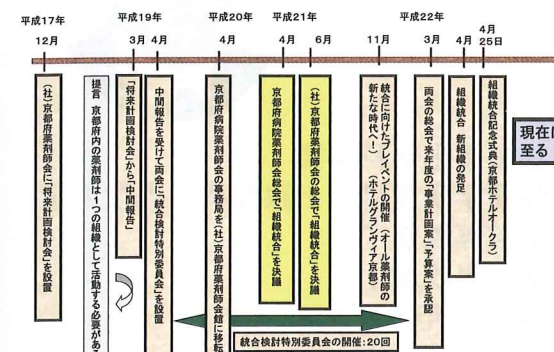 平成17年
平成19年
平成20年
平成21年
平成22年
12月
3月
4月
4月
4月
6月
11月
3月
4月
4月
25日
(社)京都府薬剤師会に「将来計画検討会」を設置
提言 京都府内の薬剤師は1つの組織として活動する必要がある
「将来計画検討会」から「中間報告」
中間報告を受けて両会に「統合検討特別委員会」を設置
京都府病院薬剤師会の事務局を(社)京都府薬剤師会館に移転
京都府病院薬剤師会総会で「組織統合」を決議
(社)京都府薬剤師会の総会で「組織統合」を決議
統合に向けたプレイベントの開催(オール薬剤師の
新たな時代へ!)(ホテルグランヴィア京都)
両会の総会で来年度の「事業計画案」「予算案」を承認
組織統合 新組織の発足
組織統合記念式典(京都ホテルオークラ)
現在に
至る
統合検討特別委員会の開催:20回